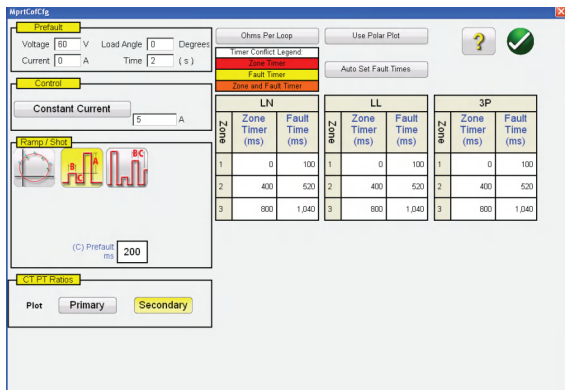 MprtCofCfg
Prefault
Voltage 60 V Load Angle 0 Degrees
Current 0 A Time 2 ( s )
Control
Constant Current 5 A
Ramp / Shot
B A
C
BC A
(C) Prefault ms 200
CT PT Ratios
Plot Primary Secondary
Ohms Per Loop Use Polar Plot
Timer Conflict Legend:
Zone Timer
Fault Timer
Zone and Fault Timer
Auto Set Fault Times
?
LN LL 3P
Zone Zone Timer (ms) Fault Time (ms) Zone Zone Timer (ms) Fault Time (ms) Zone Zone Timer (ms) Fault Time (ms)
1 0 100 1 0 100 1 0 100
2 400 520 2 400 520 2 400 520
3 800 1,040 3 800 1,040 3 800 1,040